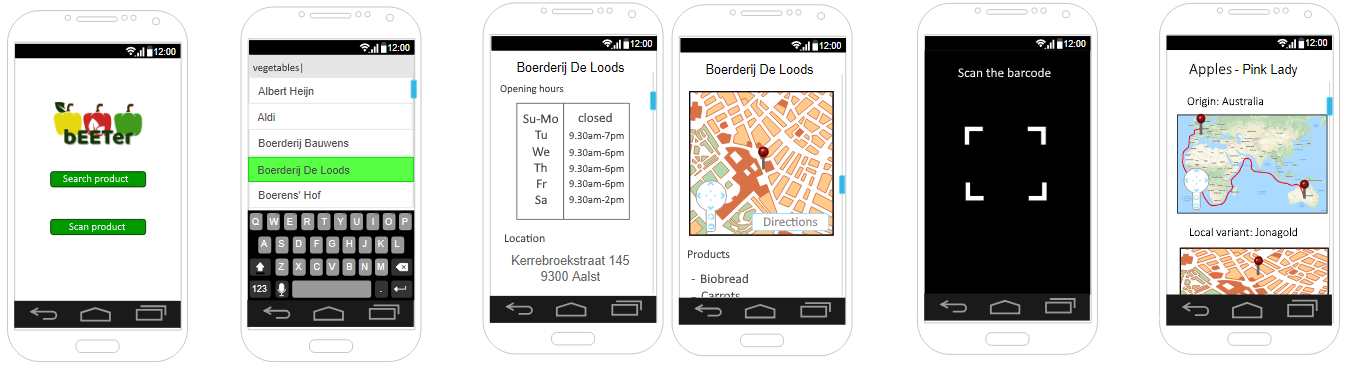 12:00
bEETer
Search product
Scan product
12:00
vegetables|
Albert Heijn
Aldi
Boerderij Bauwens
Boerderij De Loods
Boerens' Hof
Q W E R T Y U I O P
A S D F G H J K L
Z X C V B N M
123 .
12:00
Boerderij De Loods
Opening hours
Su-Mo closed
Tu 9.30am-7pm
We 9.30am-6pm
Th 9.30am-6pm
Fr 9.30am-6pm
Sa 9.30am-2pm
Location
Kerrebroekstraat 145
9300 Aalst
12:00
Boerderij De Loods
Directions
Products
- Biobread
- Carrots
12:00
Scan the barcode
12:00
Apples - Pink Lady
Origin: Australia
Local variant: Jonagold